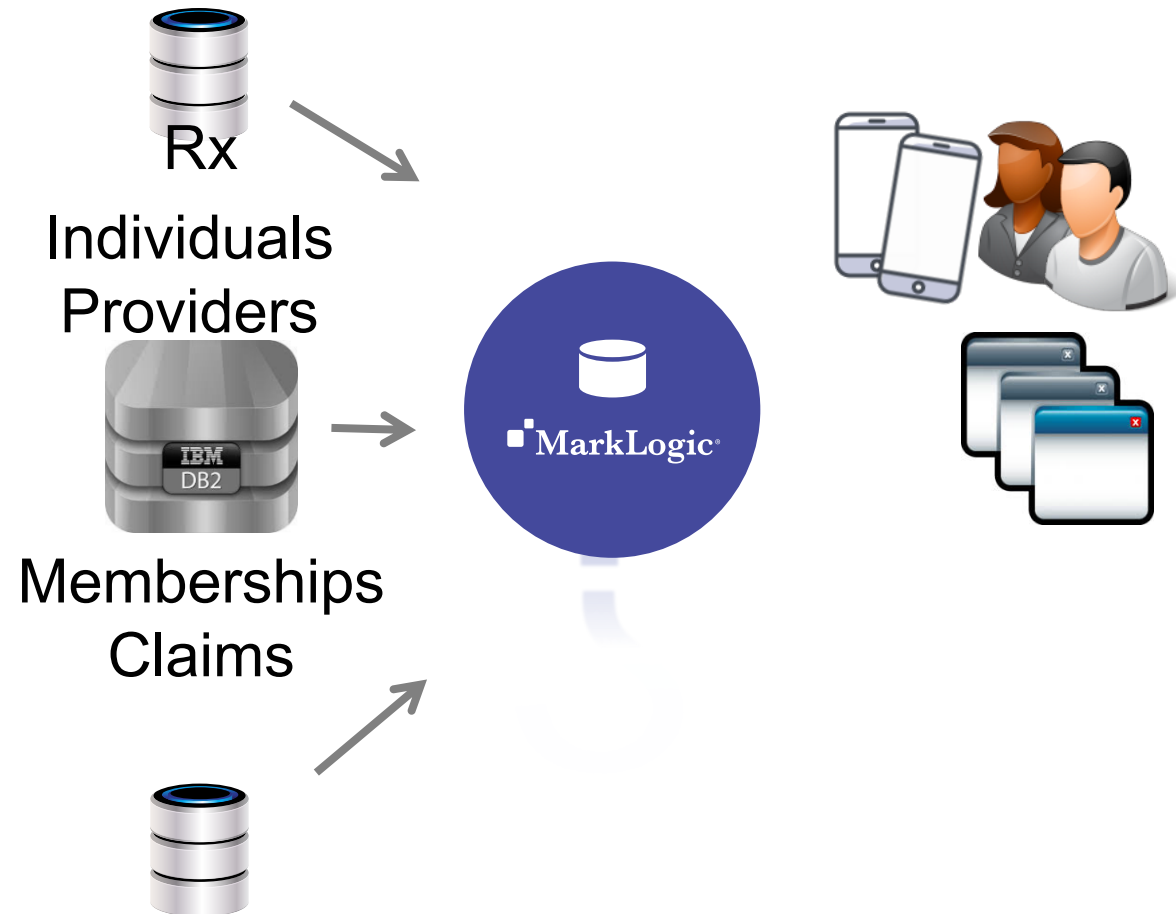 Rx
Individuals
Providers
IBM
DB2
MarkLogic®
Memberships
Claims